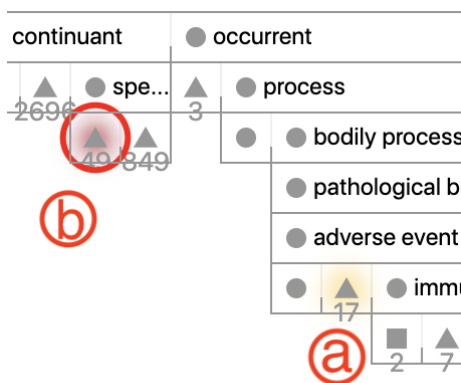 continuant occurrent
spe... process
2696 3
bodily process
49 849
b pathological b
adverse event
immu
17
a
2 7